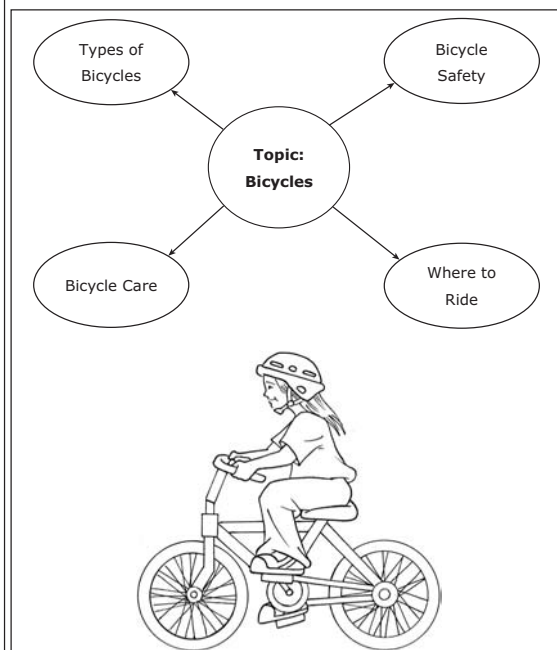 Types of
Bicycles
Bicycle
Safety
Topic:
Bicycles
Bicycle Care
Where to
Ride